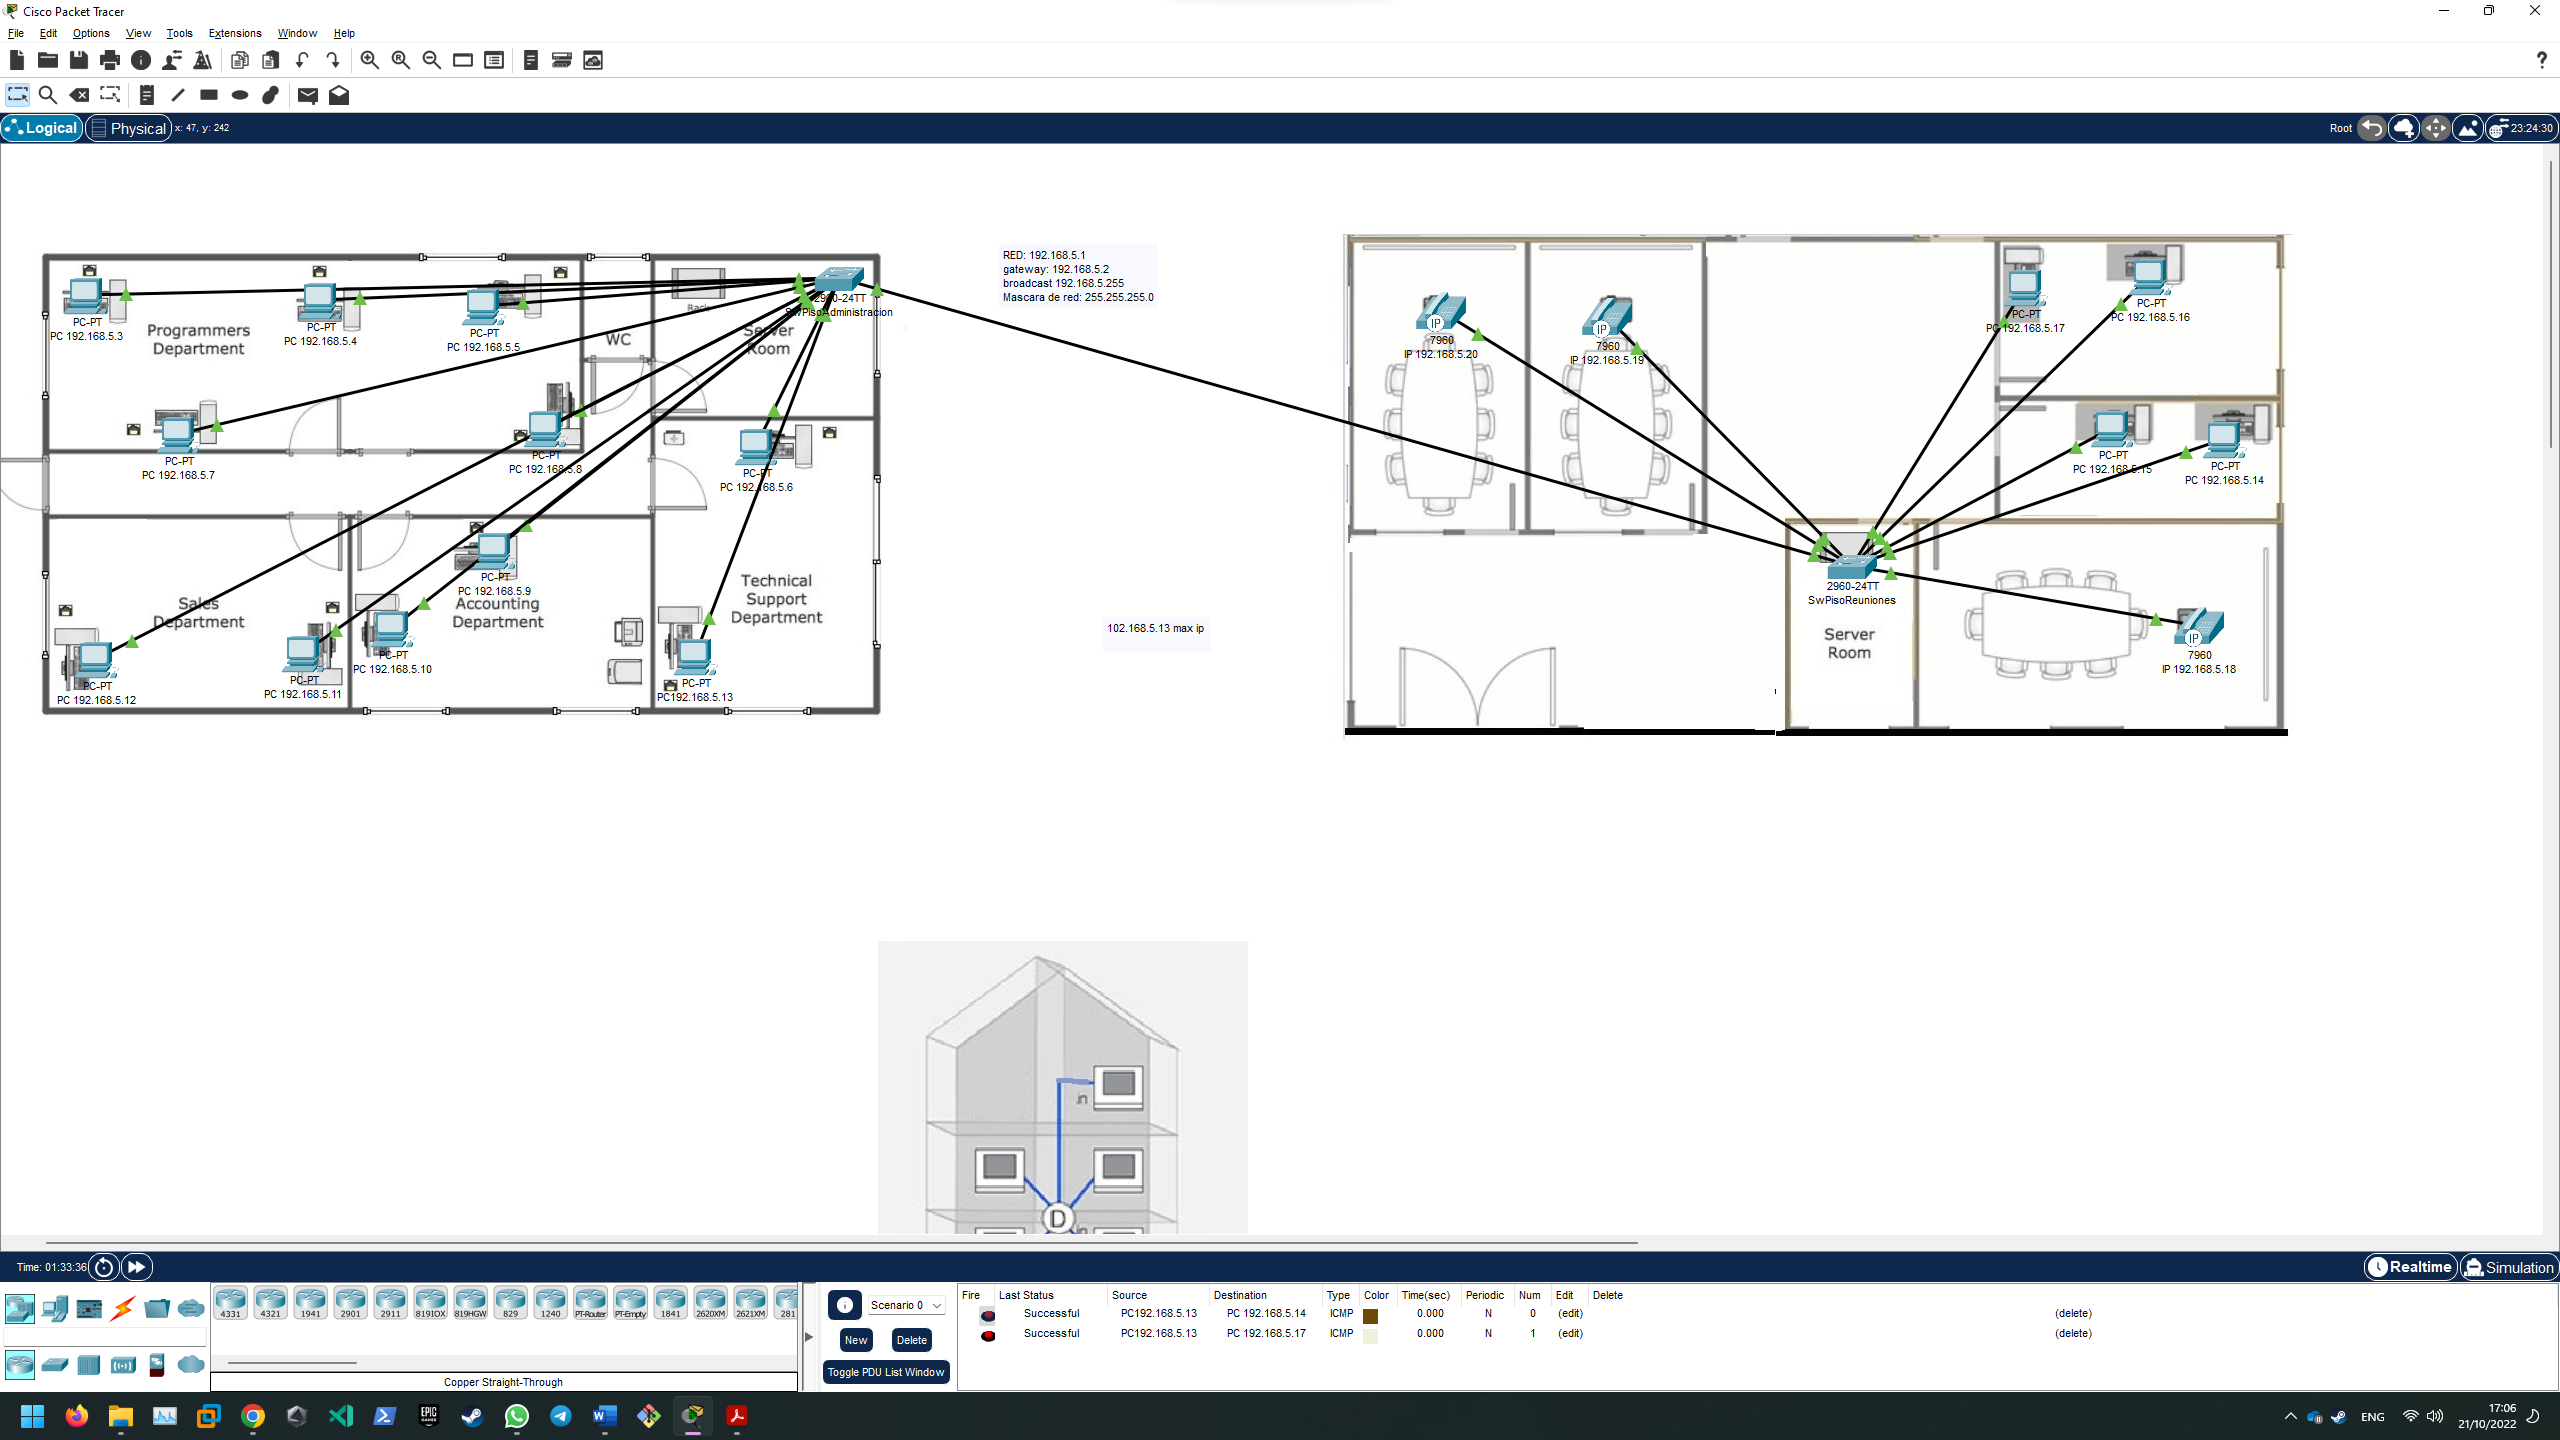 Cisco Packet Tracer
File Edit Options View Tools Extensions Window Help
?
Logical Physical x: 47, y: 242 Root 23:24:30
RED: 192.168.5.1
gateway: 192.168.5.2
broadcast 192.168.5.255
Mascara de red: 255.255.255.0
PC-PT
PC 192.168.5.3
Programmers
Department
PC-PT
PC 192.168.5.4
PC-PT
PC 192.168.5.5
WC
Rack
Server
Room
2960-24TT
SwPisoAdministracion
PC-PT
PC 192.168.5.7
PC-PT
PC 192.168.5.8
PC-PT
PC 192.168.5.6
PC-PT
PC 192.168.5.9
Accounting
Department
Sales
Department
Technical
Support
Department
PC-PT
PC 192.168.5.10
PC-PT
PC 192.168.5.11
PC-PT
PC 192.168.5.12
PC-PT
PC192.168.5.13
102.168.5.13 max ip
IP
7960
IP 192.168.5.20
IP
7960
IP 192.168.5.19
PC-PT
PC 192.168.5.17
PC-PT
PC 192.168.5.16
PC-PT
PC 192.168.5.15
PC-PT
PC 192.168.5.14
2960-24TT
SwPisoReuniones
Server
Room
IP
7960
IP 192.168.5.18
in
D
Time: 01:33:36 Realtime Simulation
4331 4321 1941 2901 2911 819IOX 819HGW 829 1240 PT-Router PT-Empty 1841 2620XM 2621XM 281
Copper Straight-Through
Scenario 0
New Delete
Toggle PDU List Window
Fire Last Status Source Destination Type Color Time(sec) Periodic Num Edit Delete
Successful PC192.168.5.13 PC 192.168.5.14 ICMP 0.000 N 0 (edit) (delete)
Successful PC192.168.5.13 PC 192.168.5.17 ICMP 0.000 N 1 (edit) (delete)
EPIC GAMES
ENG
17:06
21/10/2022